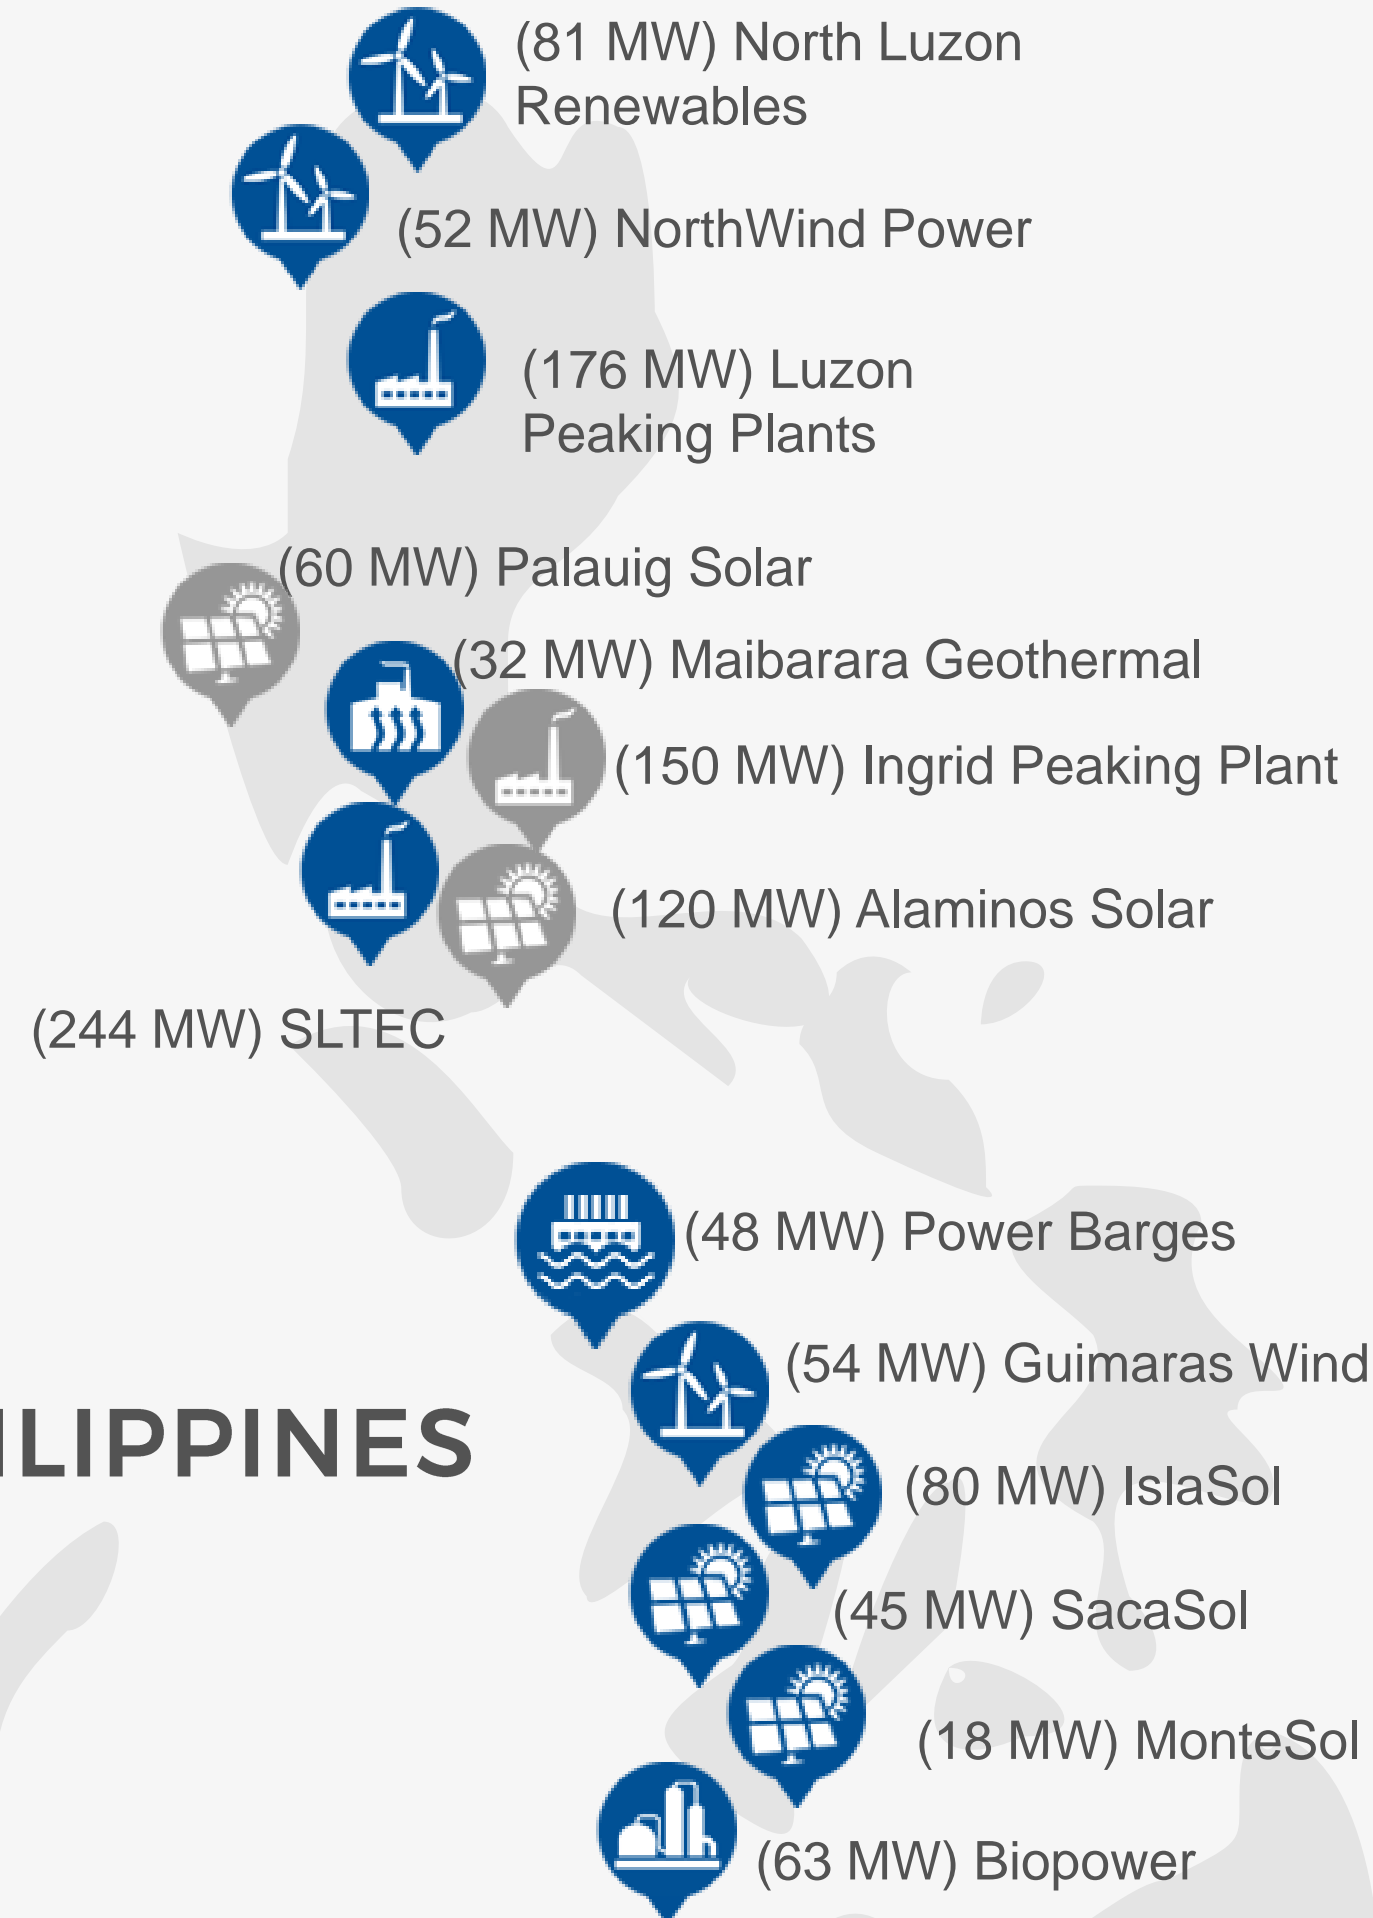 (81 MW) North Luzon
Renewables
(52 MW) NorthWind Power
(176 MW) Luzon
Peaking Plants
(60 MW) Palauig Solar
(32 MW) Maibarara Geothermal
(150 MW) Ingrid Peaking Plant
(120 MW) Alaminos Solar
(244 MW) SLTEC
(48 MW) Power Barges
(54 MW) Guimaras Wind
ILIPPINES
(80 MW) IslaSol
(45 MW) SacaSol
(18 MW) MonteSol
(63 MW) Biopower